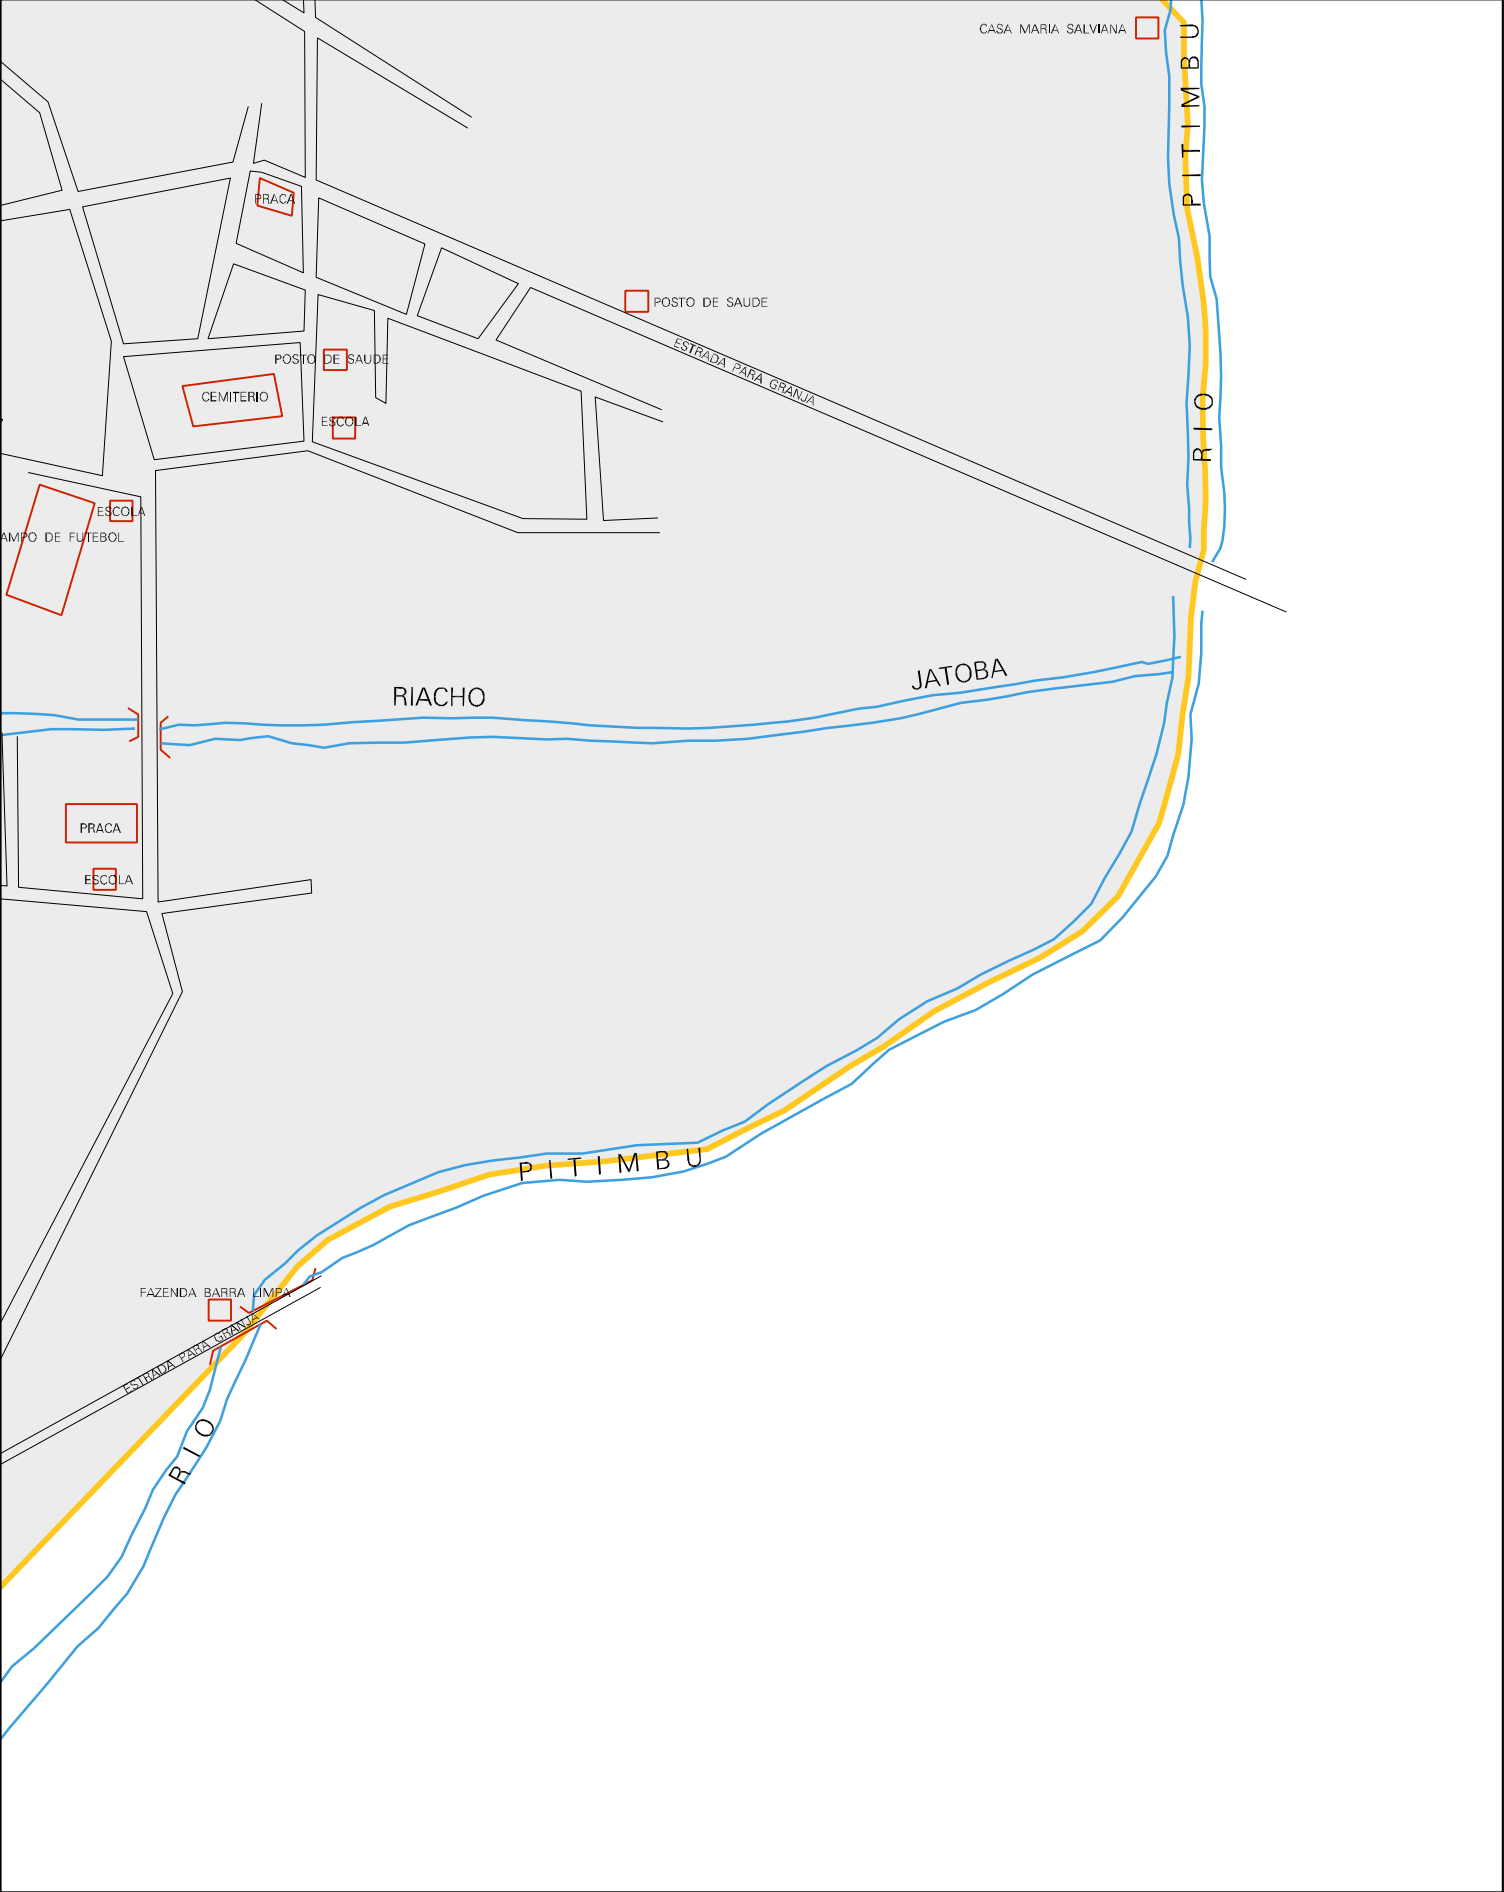 CASA MARIA SALVIANA
PITIMBU
PRACA
POSTO DE SAUDE
ESTRADA PARA GRANJA
POSTO DE SAUDE
CEMITERIO
RIO
ESCOLA
ESCOLA
AMPO DE FUTEBOL
JATOBA
RIACHO
PRACA
ESCOLA
PITIMBU
FAZENDA BARRA LIMPA
ESTRADA PARA GRANJA
RIO